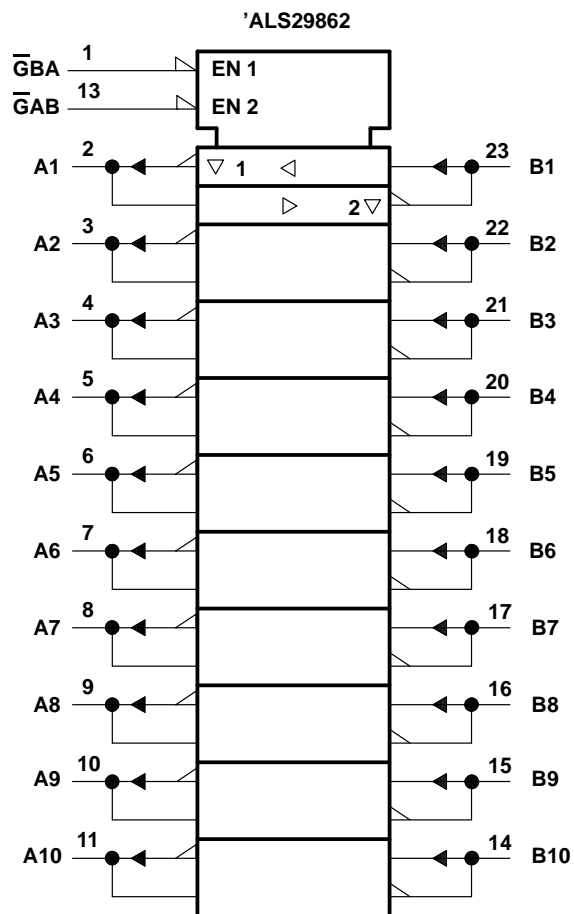 ’ALS29862
G̅BA 1 EN 1
G̅AB 13 EN 2
A1 2 1 23 B1
2
A2 3 22 B2
A3 4 21 B3
A4 5 20 B4
A5 6 19 B5
A6 7 18 B6
A7 8 17 B7
A8 9 16 B8
A9 10 15 B9
A10 11 14 B10